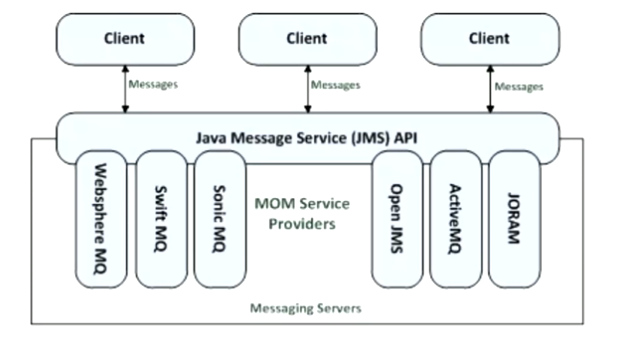 Client
Client
Client
Messages
Messages
Messages
Java Message Service (JMS) API
Websphere MQ
Swift MQ
Sonic MQ
MOM Service
Providers
Open JMS
ActiveMQ
JORAM
Messaging Servers